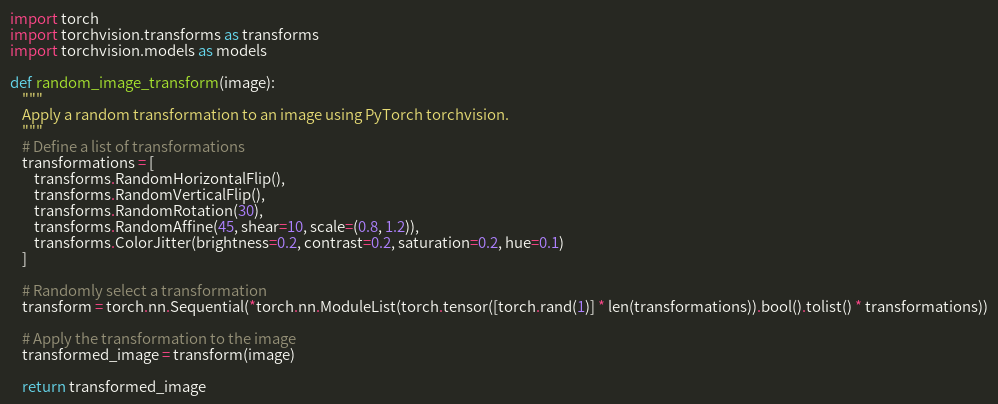 import torch
import torchvision.transforms as transforms
import torchvision.models as models

def random_image_transform(image):
    """
    Apply a random transformation to an image using PyTorch torchvision.
    """
    # Define a list of transformations
    transformations = [
        transforms.RandomHorizontalFlip(),
        transforms.RandomVerticalFlip(),
        transforms.RandomRotation(30),
        transforms.RandomAffine(45, shear=10, scale=(0.8, 1.2)),
        transforms.ColorJitter(brightness=0.2, contrast=0.2, saturation=0.2, hue=0.1)
    ]

    # Randomly select a transformation
    transform = torch.nn.Sequential(*torch.nn.ModuleList(torch.tensor([torch.rand(1)] * len(transformations)).bool().tolist() * transformations))

    # Apply the transformation to the image
    transformed_image = transform(image)

    return transformed_image